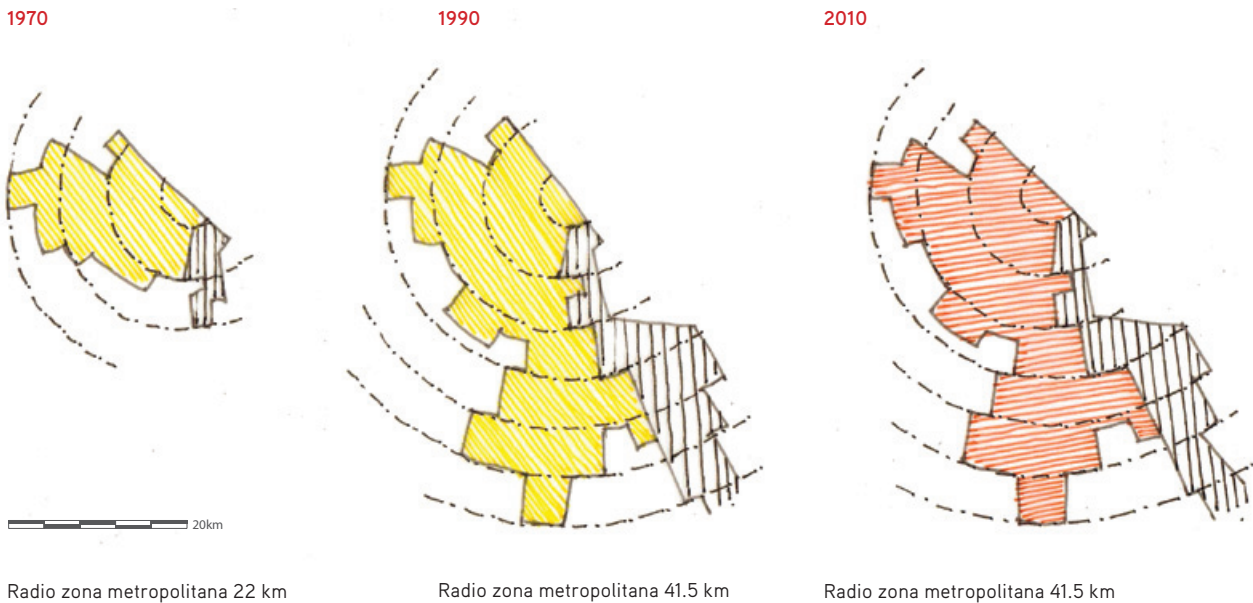 1970
1990
2010
20km
Radio zona metropolitana 22 km
Radio zona metropolitana 41.5 km
Radio zona metropolitana 41.5 km